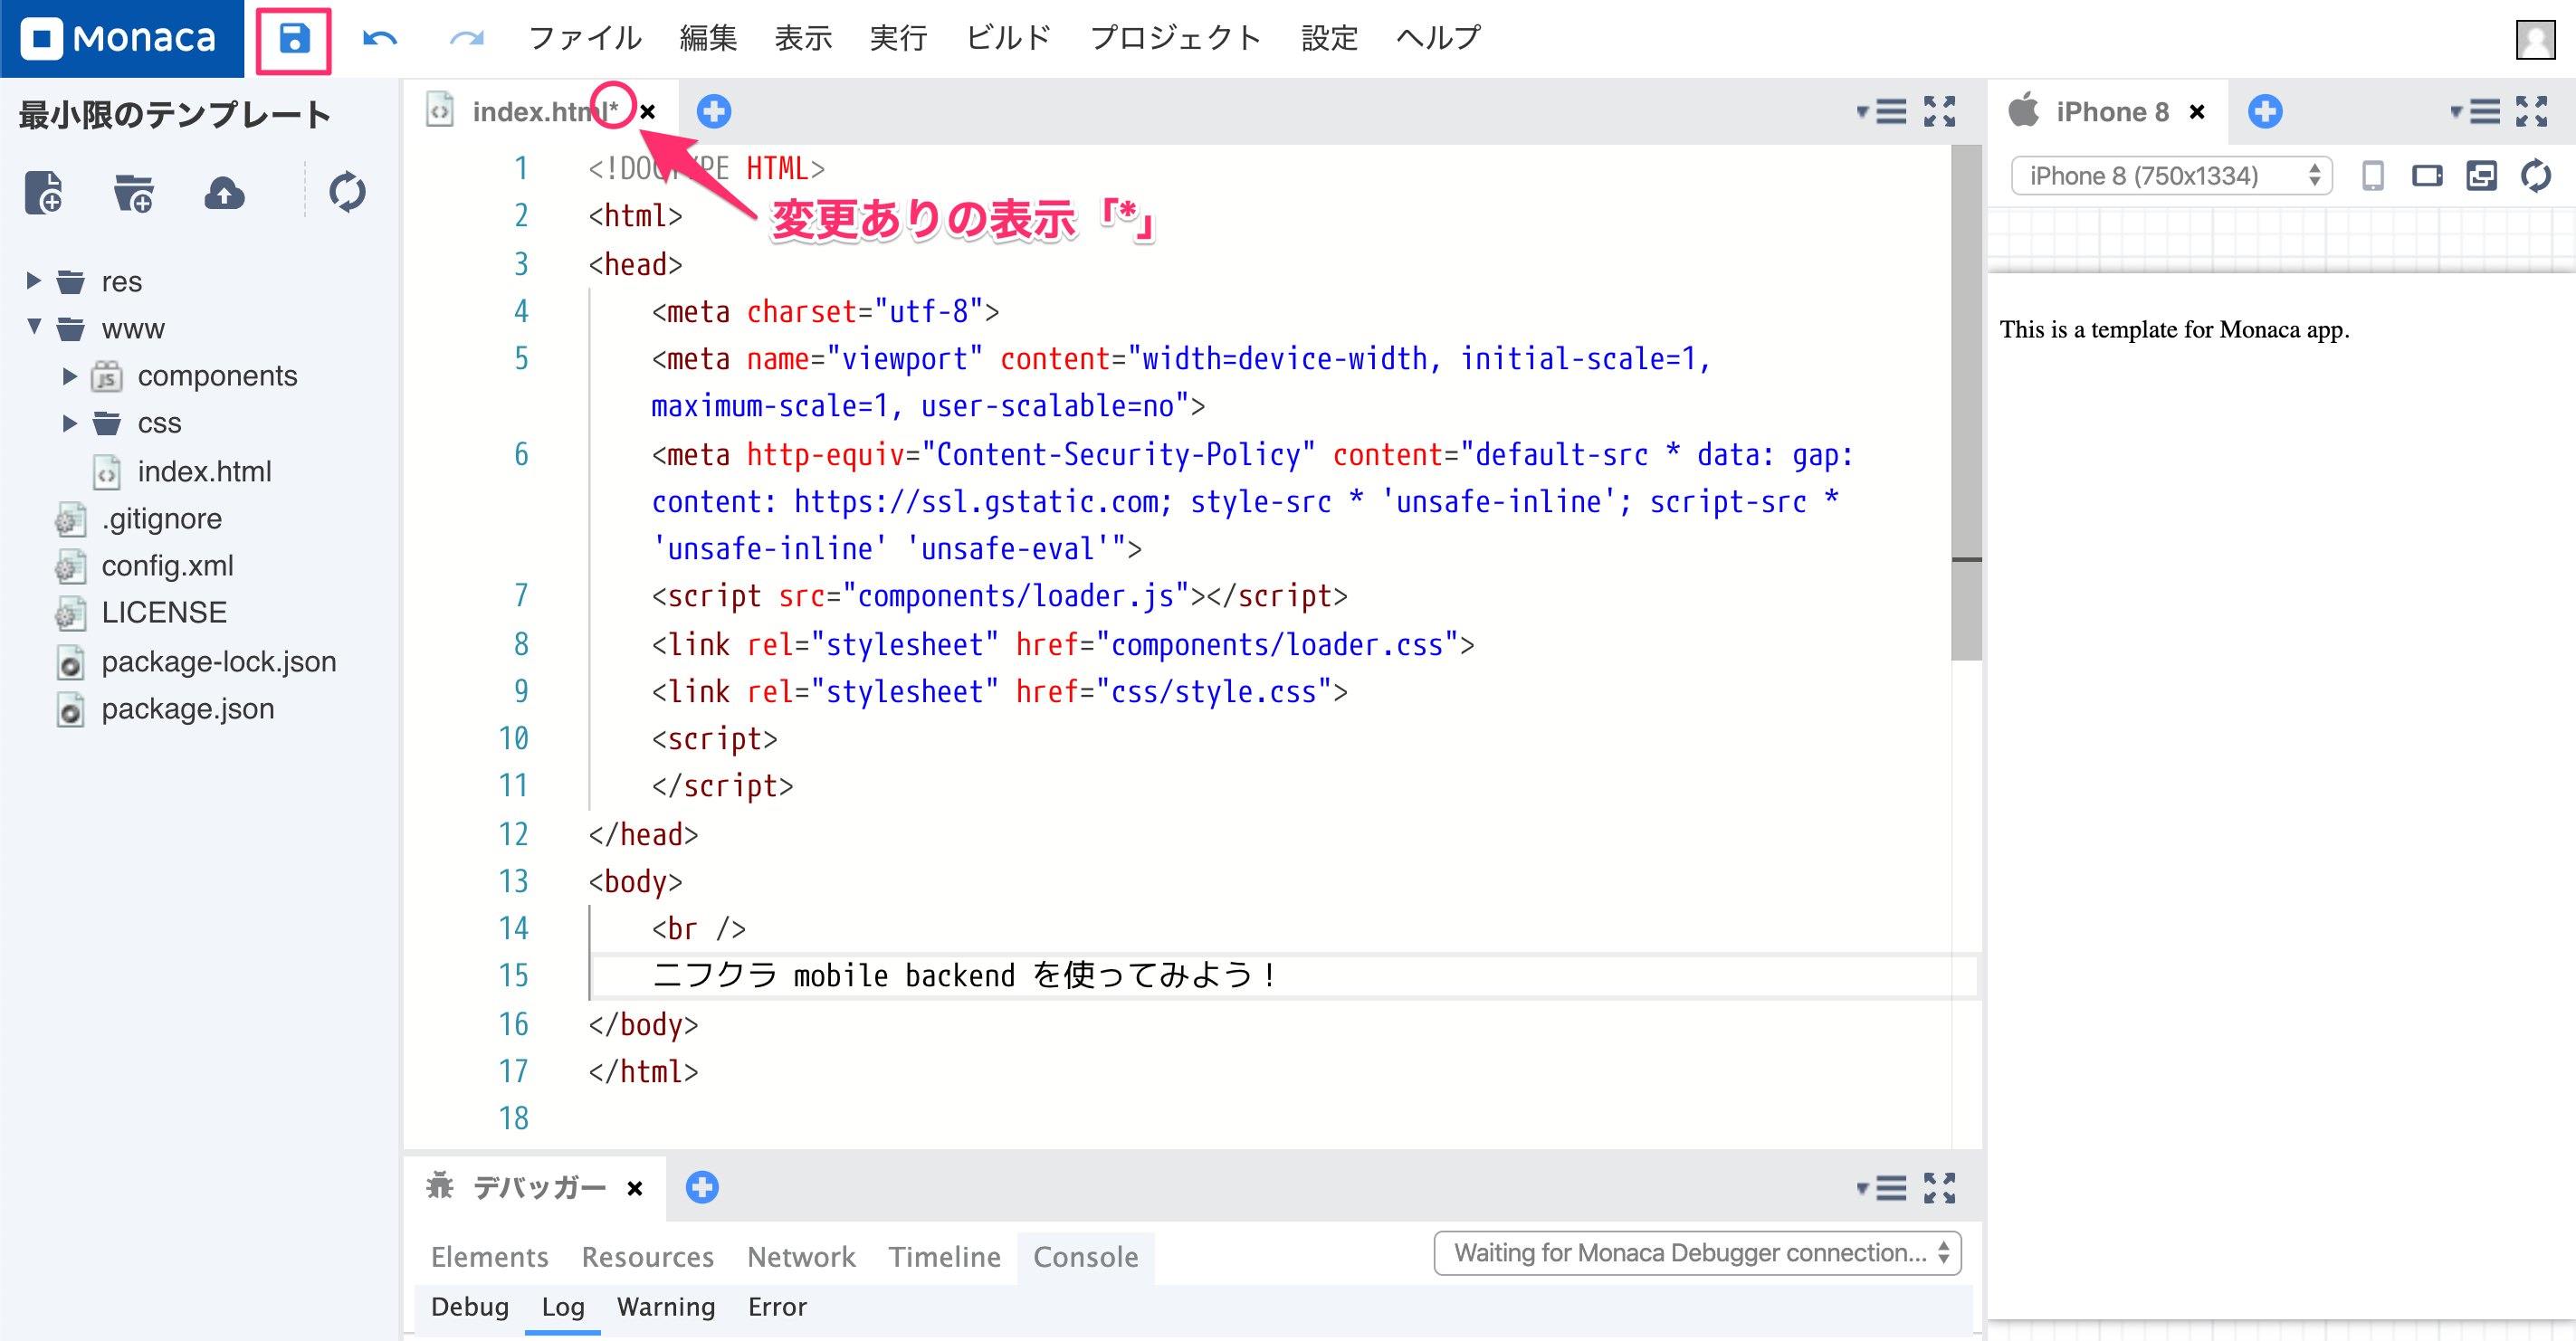 Monaca ファイル 編集 表示 実行 ビルド プロジェクト 設定 ヘルプ
最小限のテンプレート
res
www
components
css
index.html
.gitignore
config.xml
LICENSE
package-lock.json
package.json
index.html*
変更ありの表示「*」
1 <!DOCTYPE HTML>
2 <html>
3 <head>
4 <meta charset="utf-8">
5 <meta name="viewport" content="width=device-width, initial-scale=1,
maximum-scale=1, user-scalable=no">
6 <meta http-equiv="Content-Security-Policy" content="default-src * data: gap:
content: https://ssl.gstatic.com; style-src * 'unsafe-inline'; script-src *
'unsafe-inline' 'unsafe-eval'">
7 <script src="components/loader.js"></script>
8 <link rel="stylesheet" href="components/loader.css">
9 <link rel="stylesheet" href="css/style.css">
10 <script>
11 </script>
12 </head>
13 <body>
14 <br />
15 ニフクラ mobile backend を使ってみよう！
16 </body>
17 </html>
18
デバッガー
Elements Resources Network Timeline Console Waiting for Monaca Debugger connection...
Debug Log Warning Error
iPhone 8
iPhone 8 (750x1334)
This is a template for Monaca app.